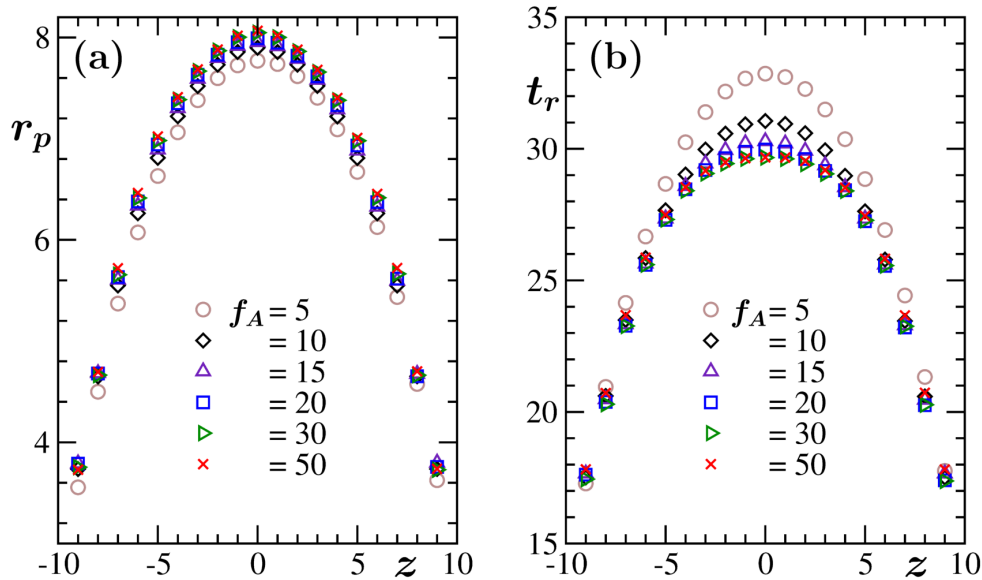 (a)
r_p
8
6
4
f_A = 5
= 10
= 15
= 20
= 30
= 50
-10 -5 0 5 z 10
(b)
t_r
35
30
25
20
15
f_A = 5
= 10
= 15
= 20
= 30
= 50
-10 -5 0 5 z 10